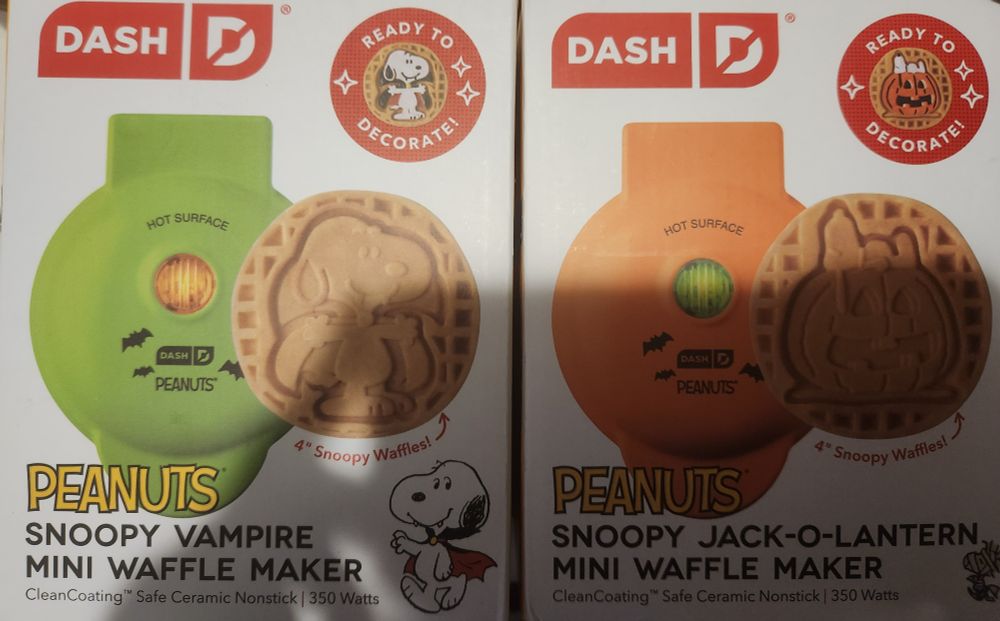 DASH D®
READY TO
DECORATE!
HOT SURFACE
DASH D
PEANUTS®
4" Snoopy Waffles!
PEANUTS®
SNOOPY VAMPIRE
MINI WAFFLE MAKER
CleanCoating™ Safe Ceramic Nonstick | 350 Watts
DASH D®
READY TO
DECORATE!
HOT SURFACE
DASH D
PEANUTS®
4" Snoopy Waffles!
PEANUTS®
SNOOPY JACK-O-LANTERN
MINI WAFFLE MAKER
CleanCoating™ Safe Ceramic Nonstick | 350 Watts